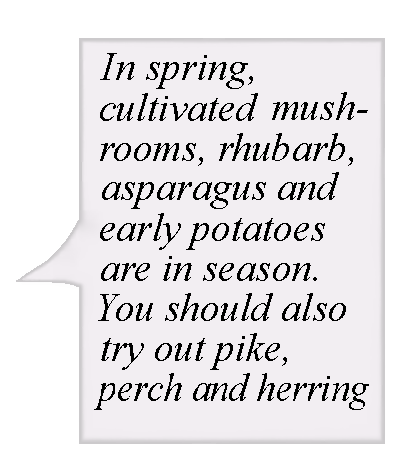 In spring,
cultivated mush-
rooms, rhubarb,
asparagus and
early potatoes
are in season.
You should also
try out pike,
perch and herring